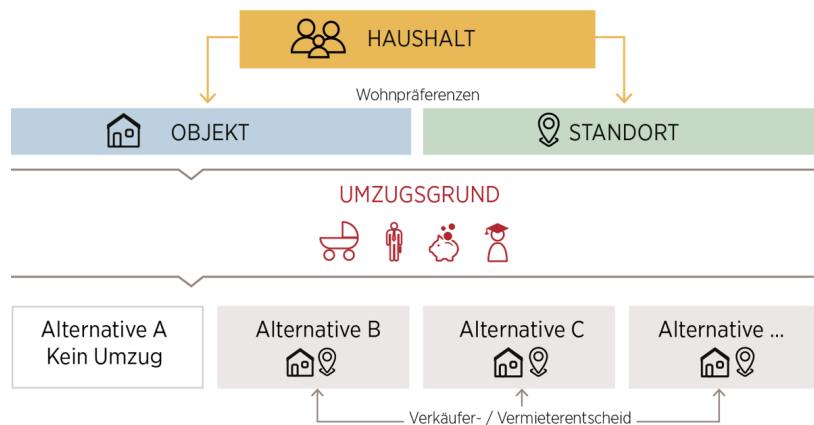 HAUSHALT
Wohnpräferenzen
OBJEKT
STANDORT
UMZUGSGRUND
Alternative A
Kein Umzug
Alternative B
Alternative C
Alternative ...
Verkäufer- / Vermieterentscheid